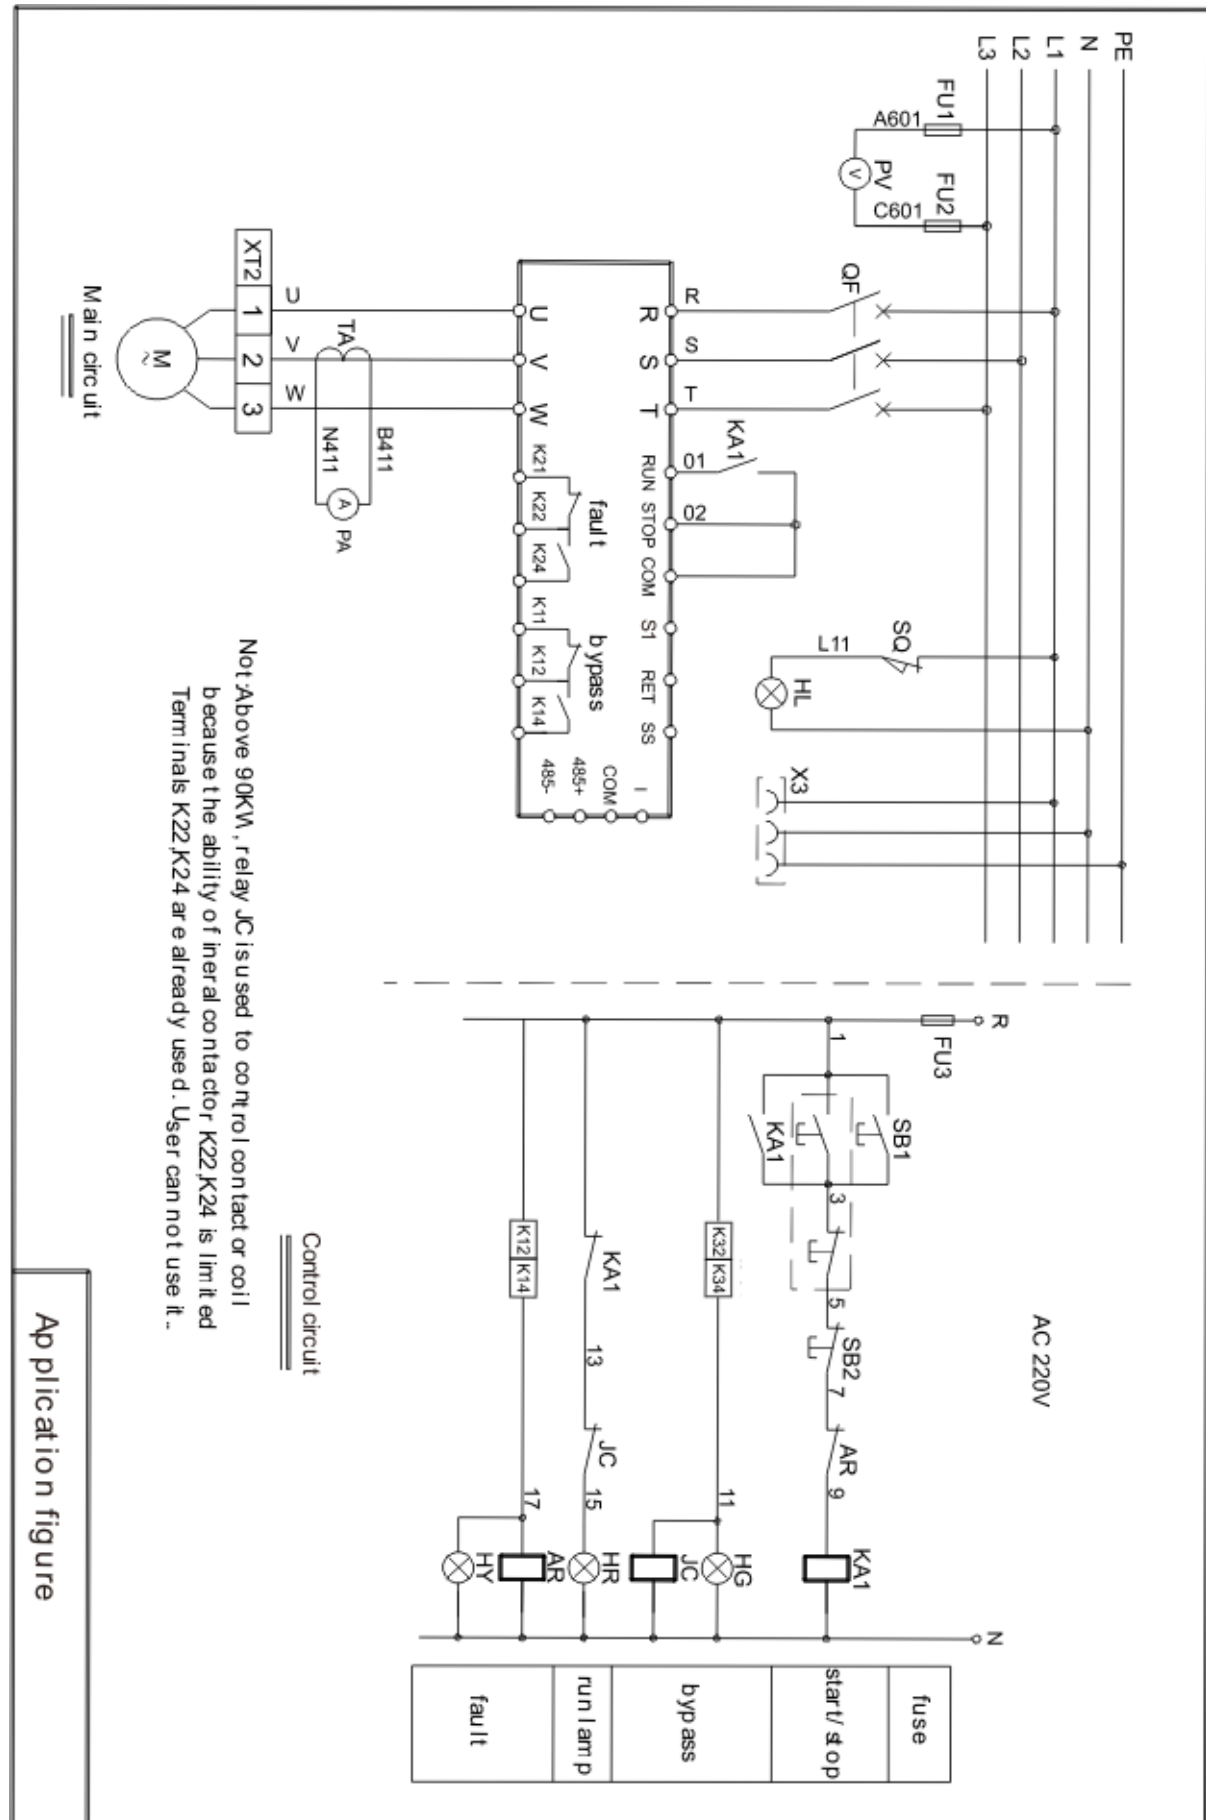 PE
N
L1
L2
L3
FU1
A601
PV
V
FU2
C601
QF
R
S
T
KA1
01
02
SQ
L11
HL
X3
R S T RUN STOP COM S1 RET SS
U V W
K21 K22 K24 K11 K12 K14
fault
bypass
I
COM
485+
485-
U
V
W
TA
B411
N411
A
PA
XT2 1 2 3
M
~
Main circuit
R
FU3
AC 220V
1
SB1
KA1
3
5
SB2
7
AR
9
KA1
N
K32 K34
11
HG
JC
KA1
13
JC
15
HR
K12 K14
17
AR
HY
fuse
start/stop
bypass
run lamp
fault
Control circuit
Not:Above 90KW, relay JC is used to control contactor coil
because the ability of ineral contactor K22,K24 is limited
Terminals K22,K24 are already used. User can not use it..
Application figure